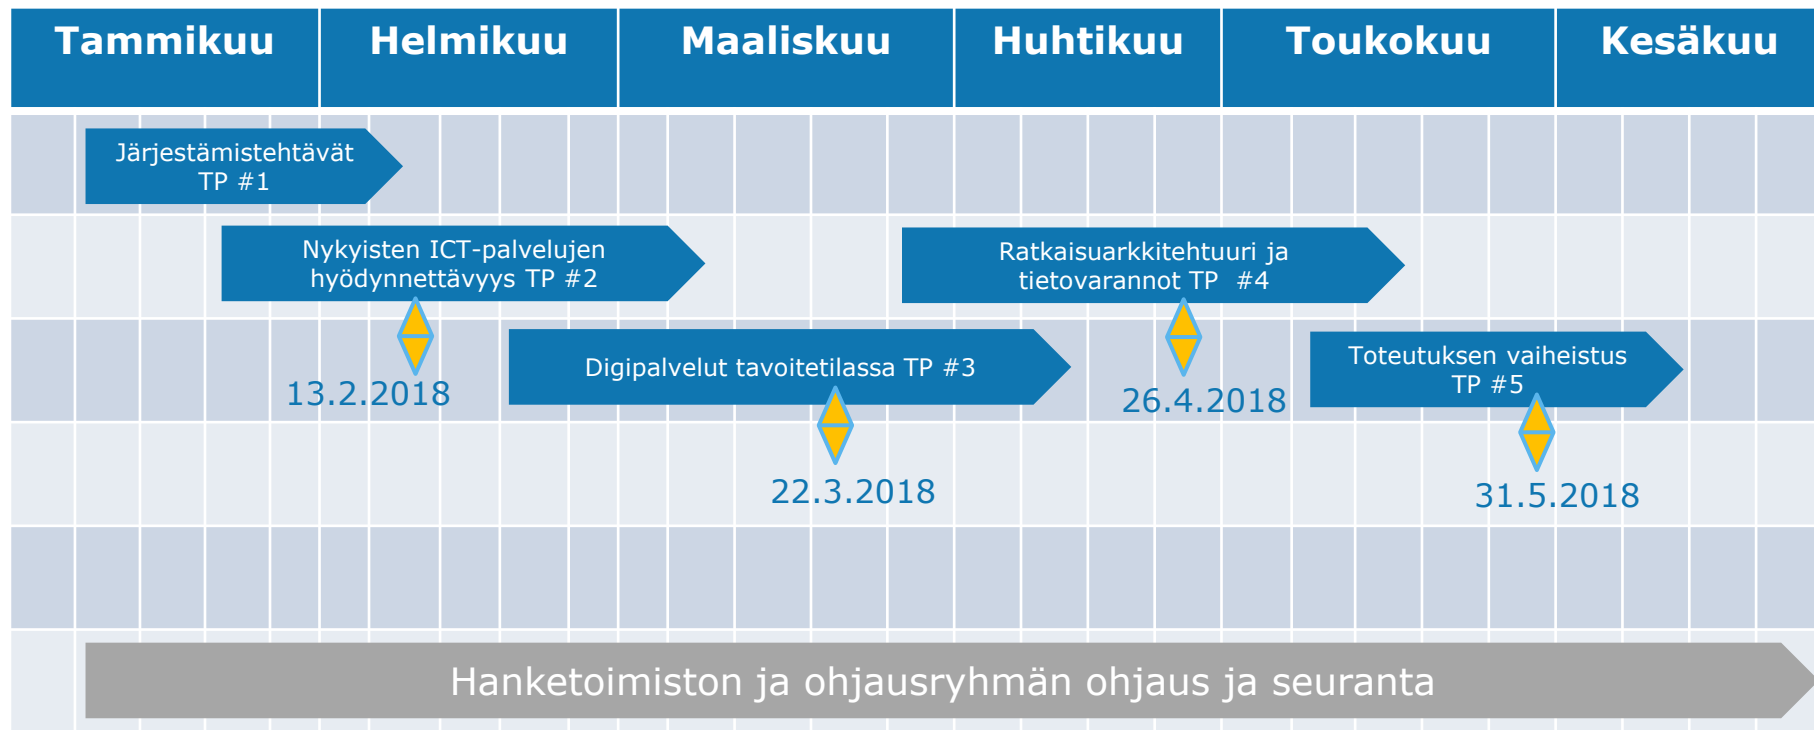 Tammikuu
Helmikuu
Maaliskuu
Huhtikuu
Toukokuu
Kesäkuu
Järjestämistehtävät
TP #1
Nykyisten ICT-palvelujen
hyödynnettävyys TP #2
Ratkaisuarkkitehtuuri ja
tietovarannot TP  #4
13.2.2018
Digipalvelut tavoitetilassa TP #3
26.4.2018
Toteutuksen vaiheistus
TP #5
22.3.2018
31.5.2018
Hanketoimiston ja ohjausryhmän ohjaus ja seuranta